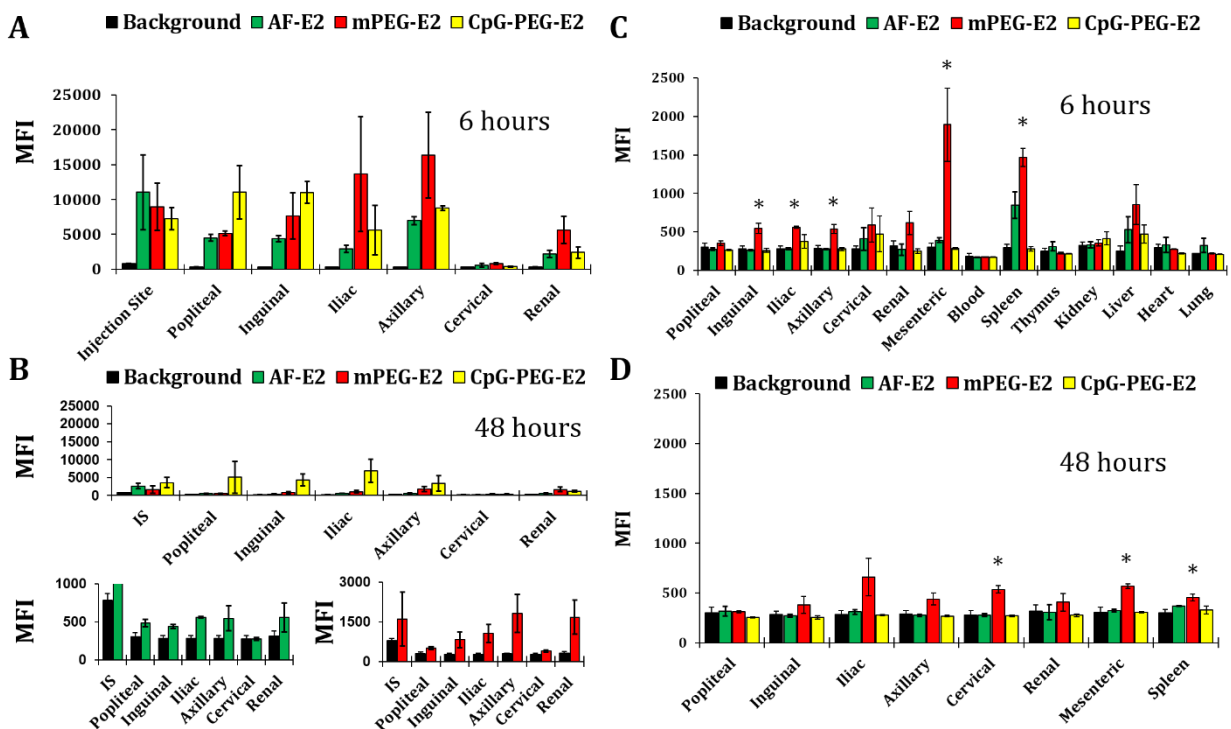 A
Background AF-E2 mPEG-E2 CpG-PEG-E2
MFI
25000
20000
15000
10000
5000
0
6 hours
Injection Site
Popliteal
Inguinal
Iliac
Axillary
Cervical
Renal
B
Background AF-E2 mPEG-E2 CpG-PEG-E2
MFI
25000
20000
15000
10000
5000
0
48 hours
IS
Popliteal
Inguinal
Iliac
Axillary
Cervical
Renal
MFI
1000
500
0
IS
Popliteal
Inguinal
Iliac
Axillary
Cervical
Renal
MFI
3000
1500
0
IS
Popliteal
Inguinal
Iliac
Axillary
Cervical
Renal
C
Background AF-E2 mPEG-E2 CpG-PEG-E2
MFI
2500
2000
1500
1000
500
0
6 hours
* * * * *
Popliteal
Inguinal
Iliac
Axillary
Cervical
Renal
Mesenteric
Blood
Spleen
Thymus
Kidney
Liver
Heart
Lung
D
Background AF-E2 mPEG-E2 CpG-PEG-E2
MFI
2500
2000
1500
1000
500
0
48 hours
* * *
Popliteal
Inguinal
Iliac
Axillary
Cervical
Renal
Mesenteric
Spleen